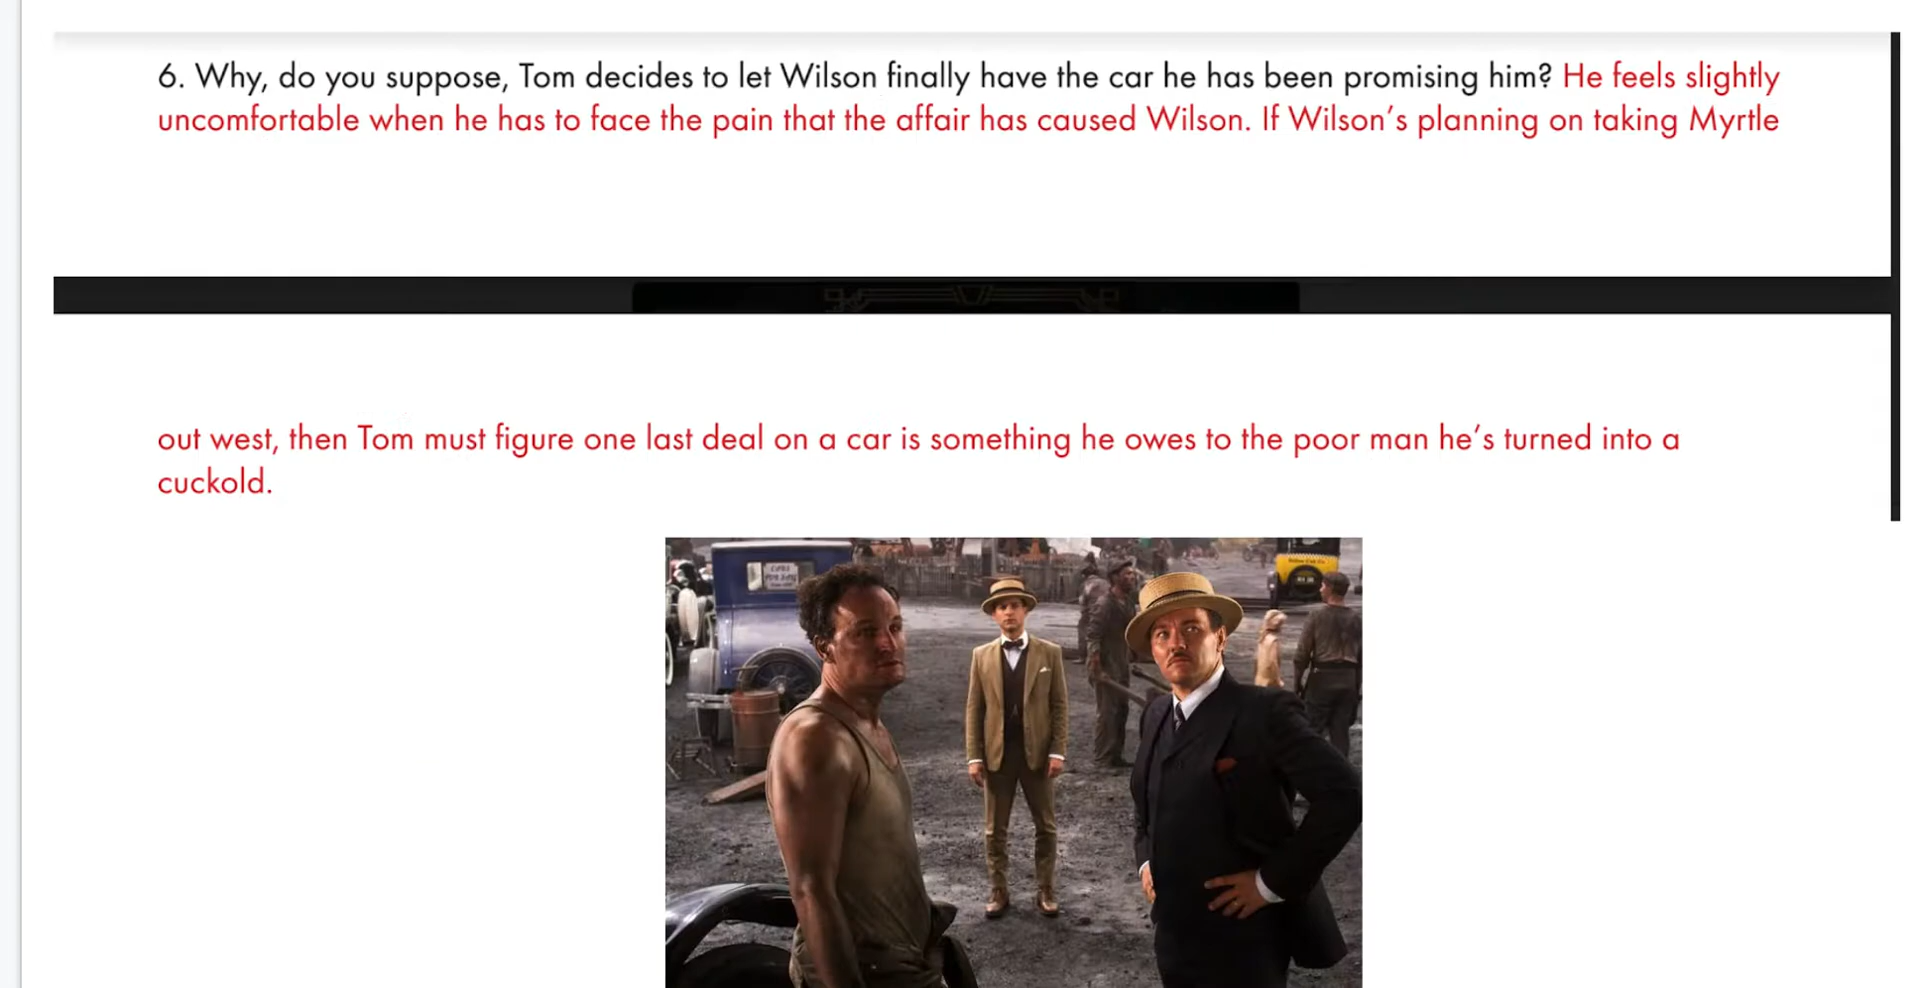 6. Why, do you suppose, Tom decides to let Wilson finally have the car he has been promising him? He feels slightly
uncomfortable when he has to face the pain that the affair has caused Wilson. If Wilson’s planning on taking Myrtle
out west, then Tom must figure one last deal on a car is something he owes to the poor man he’s turned into a
cuckold.